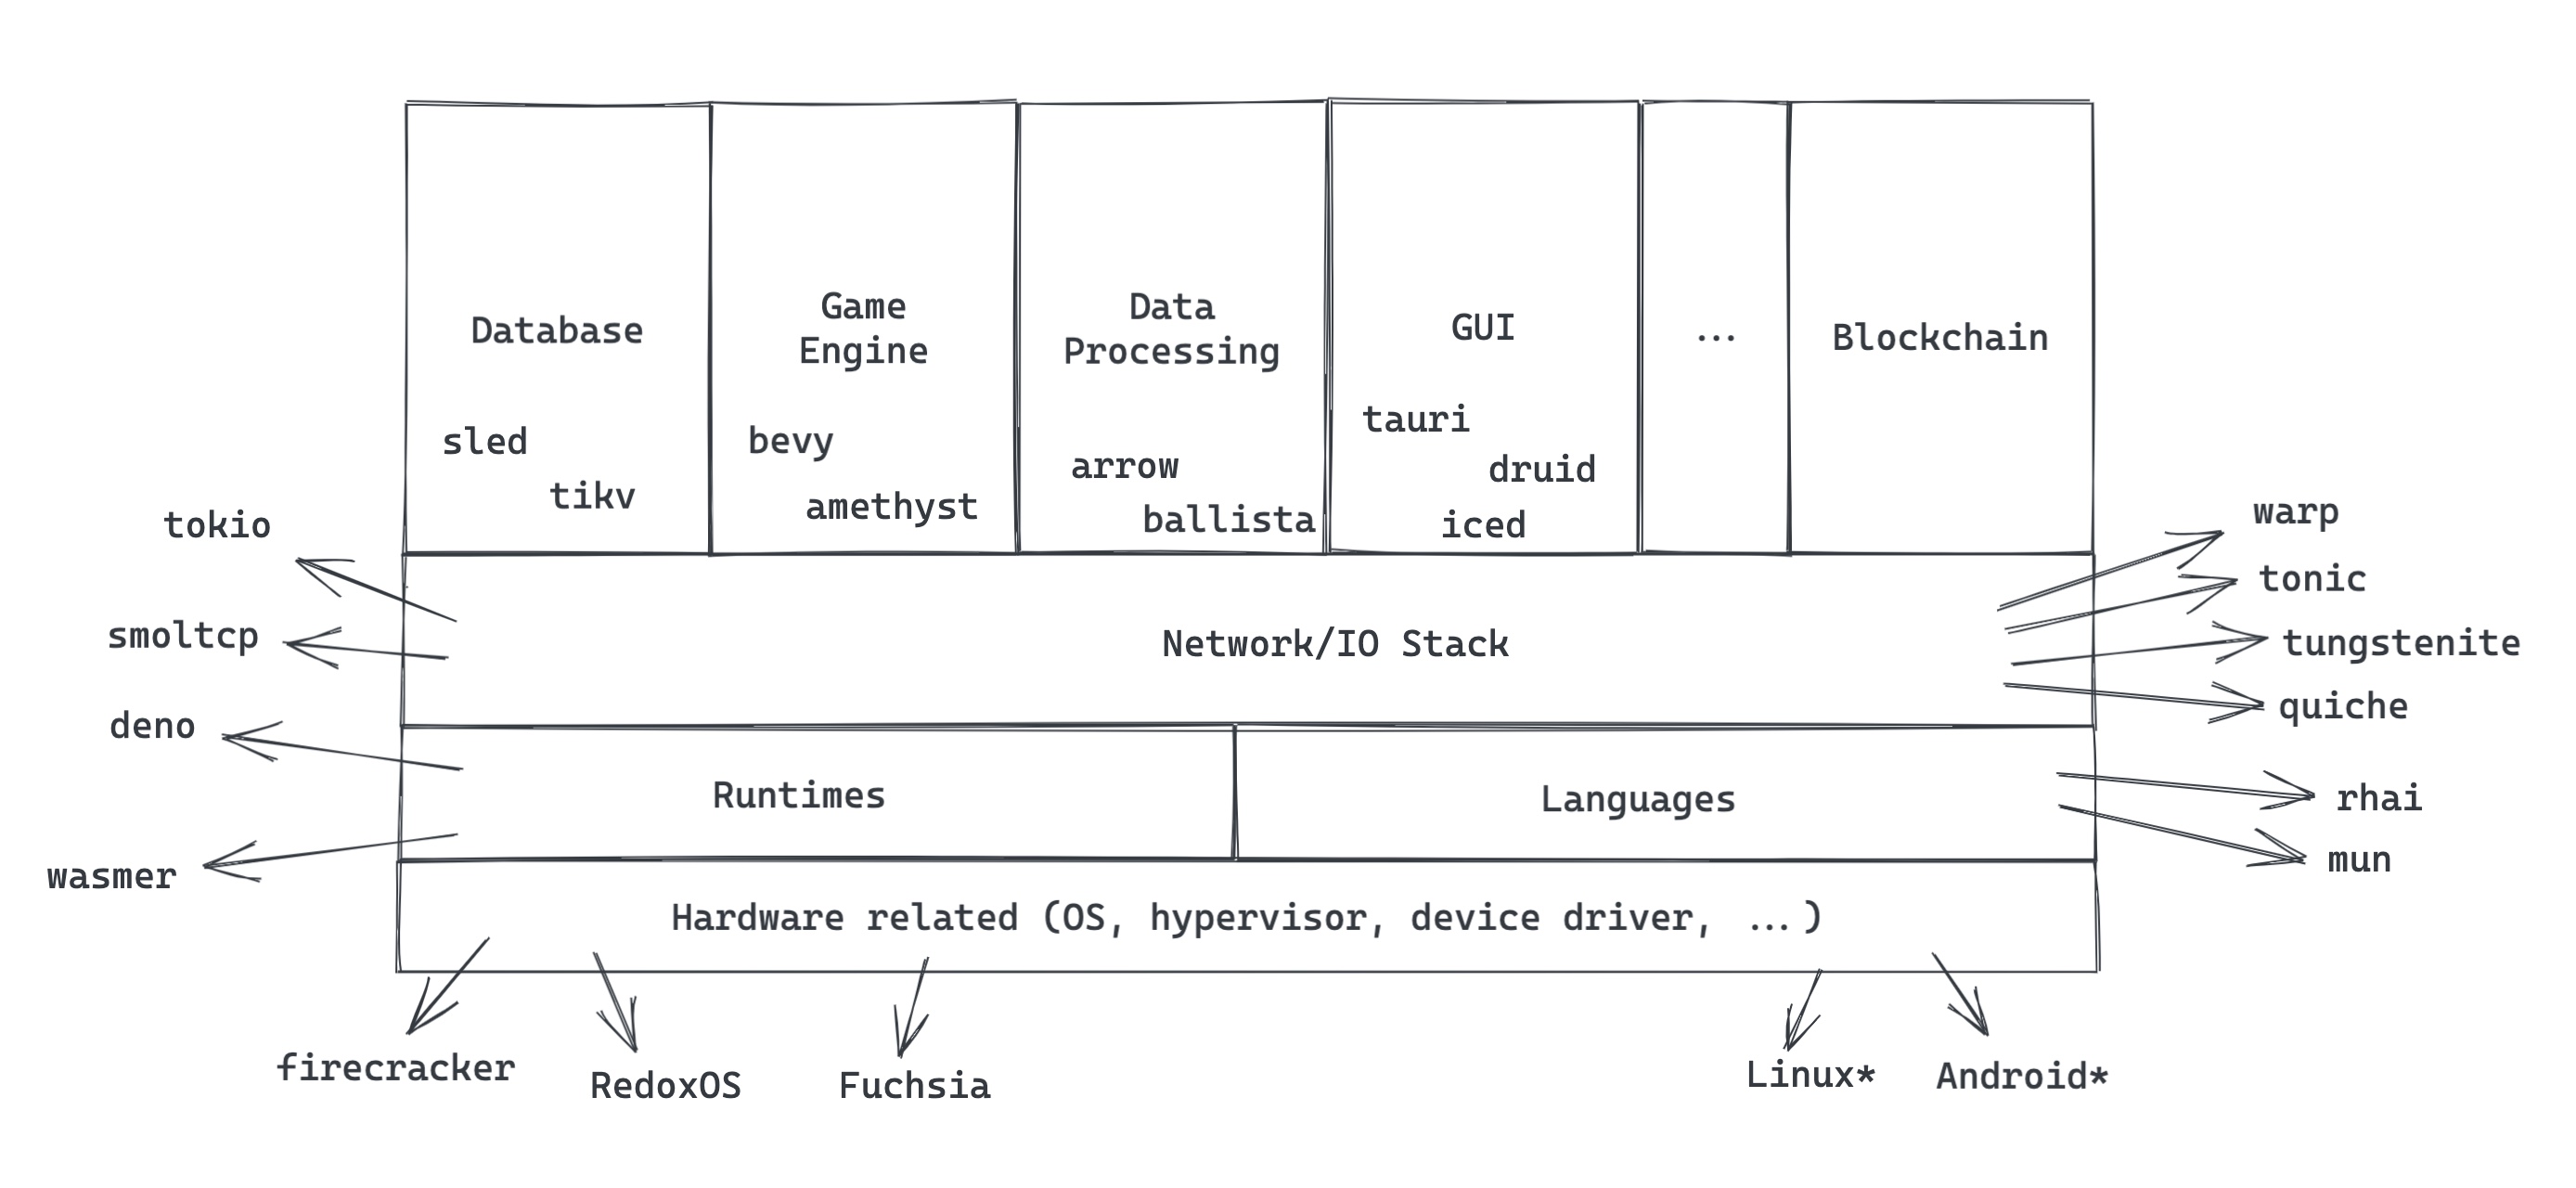 Database
Game
Engine
Data
Processing
GUI
...
Blockchain
sled
tikv
bevy
amethyst
arrow
ballista
tauri
druid
iced
tokio
smoltcp
deno
wasmer
Network/IO Stack
warp
tonic
tungstenite
quiche
Runtimes
Languages
rhai
mun
Hardware related (OS, hypervisor, device driver, ...)
firecracker
RedoxOS
Fuchsia
Linux*
Android*